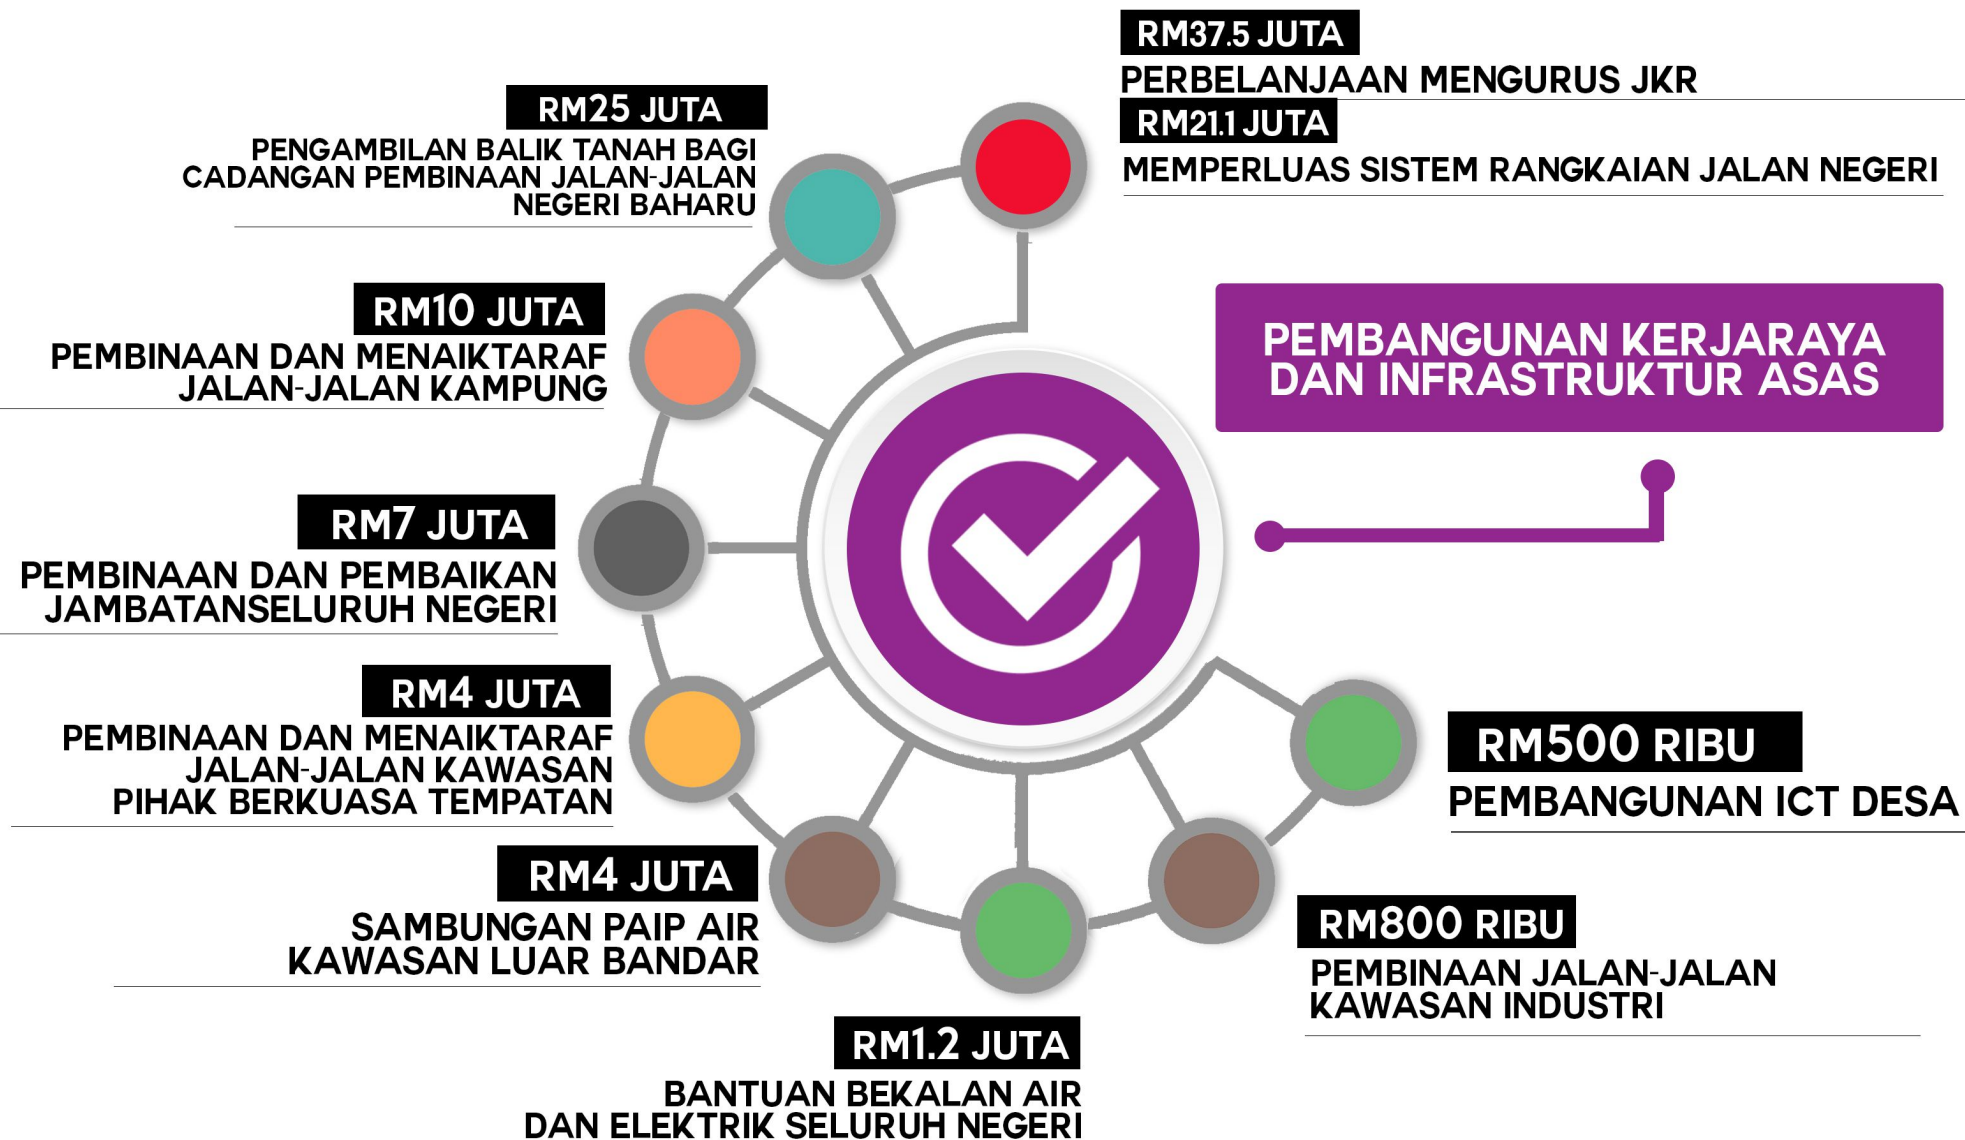 RM37.5 JUTA
PERBELANJAAN MENGURUS JKR
RM21.1 JUTA
MEMPERLUAS SISTEM RANGKAIAN JALAN NEGERI
RM25 JUTA
PENGAMBILAN BALIK TANAH BAGI
CADANGAN PEMBINAAN JALAN-JALAN
NEGERI BAHARU
RM10 JUTA
PEMBINAAN DAN MENAIKTARAF
JALAN-JALAN KAMPUNG
PEMBANGUNAN KERJARAYA
DAN INFRASTRUKTUR ASAS
RM7 JUTA
PEMBINAAN DAN PEMBAIKAN
JAMBATANSELURUH NEGERI
RM4 JUTA
PEMBINAAN DAN MENAIKTARAF
JALAN-JALAN KAWASAN
PIHAK BERKUASA TEMPATAN
RM4 JUTA
SAMBUNGAN PAIP AIR
KAWASAN LUAR BANDAR
RM1.2 JUTA
BANTUAN BEKALAN AIR
DAN ELEKTRIK SELURUH NEGERI
RM800 RIBU
PEMBINAAN JALAN-JALAN
KAWASAN INDUSTRI
RM500 RIBU
PEMBANGUNAN ICT DESA